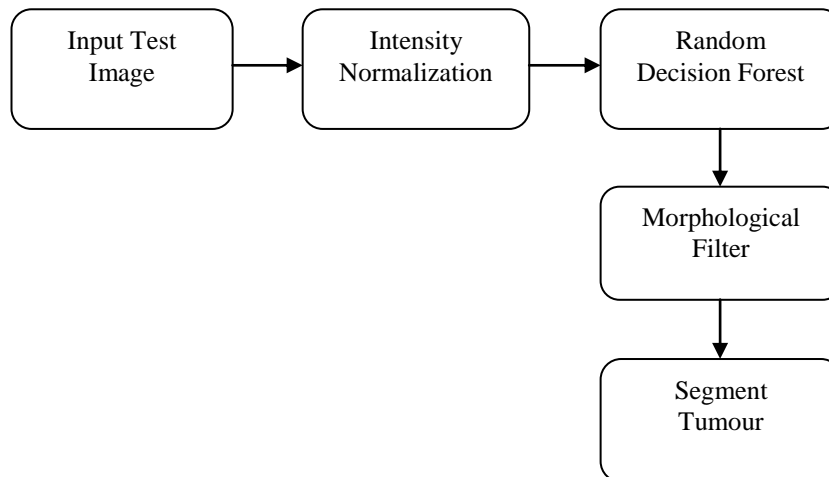 Input Test
Image
Intensity
Normalization
Random
Decision Forest
Morphological
Filter
Segment
Tumour